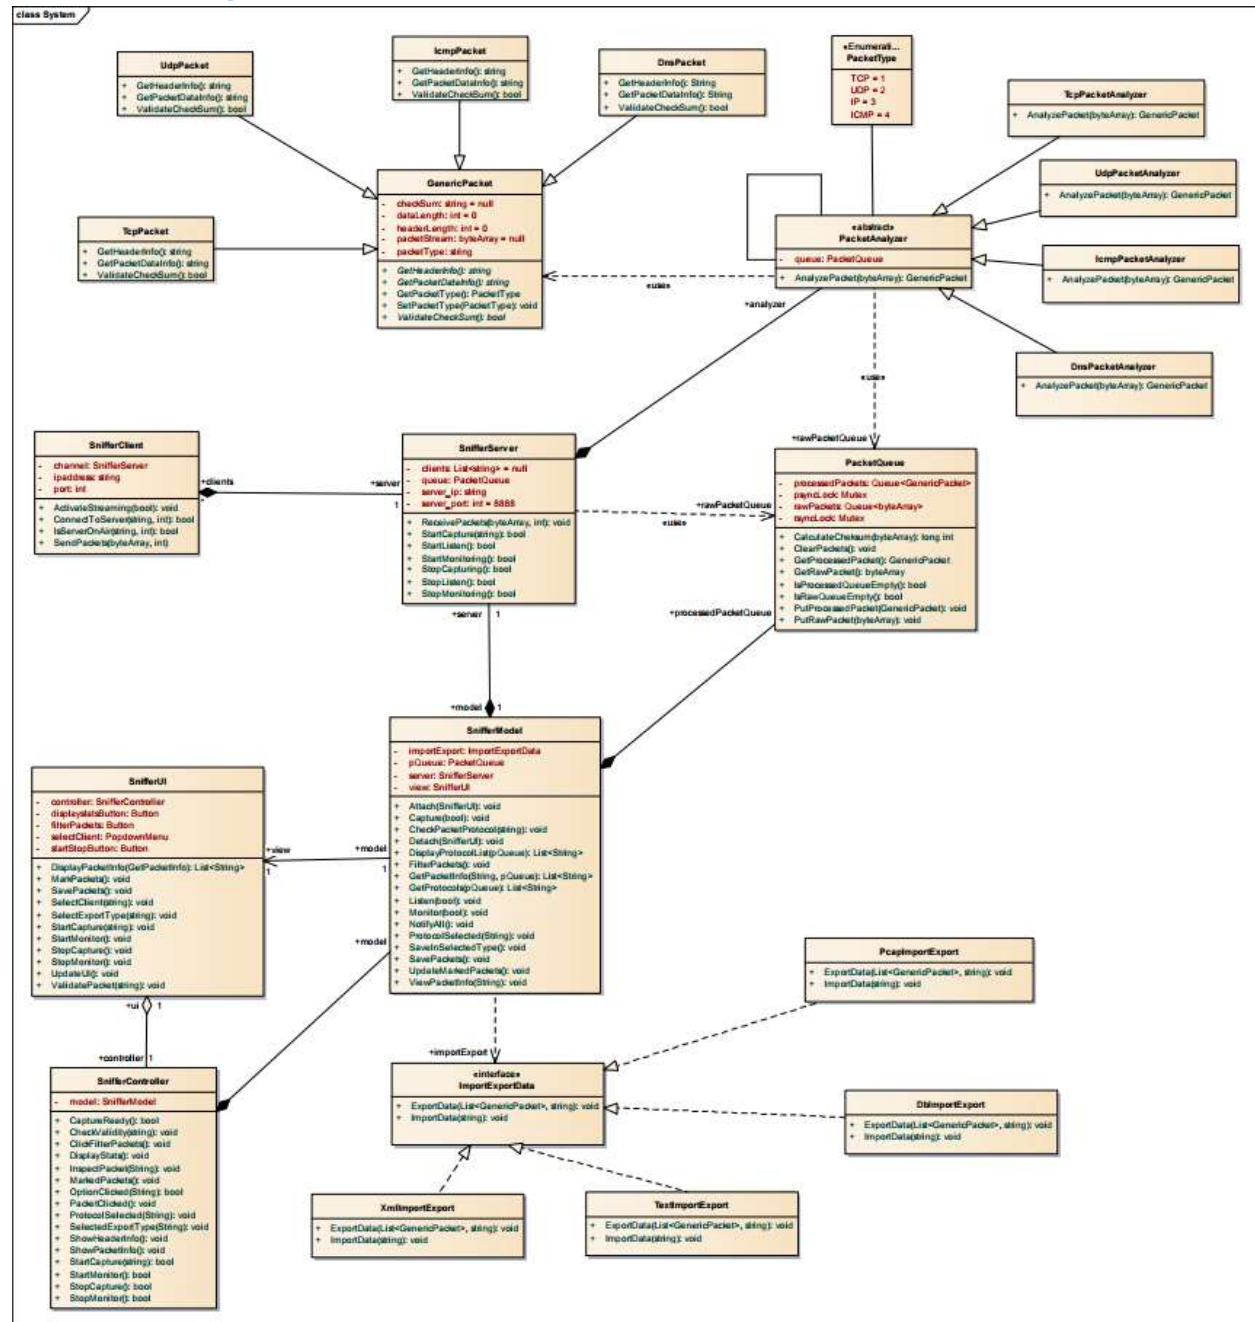 class System
UdpPacket
+ GetHeaderInfo(): string
+ GetPacketDataInfo(): string
+ ValidateCheckSum(): bool
IcmpPacket
+ GetHeaderInfo(): string
+ GetPacketDataInfo(): string
+ ValidateCheckSum(): bool
DnsPacket
+ GetHeaderInfo(): String
+ GetPacketDataInfo(): String
+ ValidateCheckSum(): bool
«Enumerati...
PacketType
TCP = 1
UDP = 2
IP = 3
ICMP = 4
TcpPacketAnalyzer
+ AnalyzePacket(byteArray): GenericPacket
UdpPacketAnalyzer
+ AnalyzePacket(byteArray): GenericPacket
IcmpPacketAnalyzer
+ AnalyzePacket(byteArray): GenericPacket
DnsPacketAnalyzer
+ AnalyzePacket(byteArray): GenericPacket
TcpPacket
+ GetHeaderInfo(): string
+ GetPacketDataInfo(): string
+ ValidateCheckSum(): bool
GenericPacket
- checkSum: string = null
- dataLength: int = 0
- headerLength: int = 0
- packetStream: byteArray = null
- packetType: string
+ GetHeaderInfo(): string
+ GetPacketDataInfo(): string
+ GetPacketType(): PacketType
+ SetPacketType(PacketType): void
+ ValidateCheckSum(): bool
«abstract»
PacketAnalyzer
- queue: PacketQueue
+ AnalyzePacket(byteArray): GenericPacket
«uses»
+analyzer
«uses»
+rawPacketQueue
SnifferClient
- channel: SnifferServer
- ipaddress: string
- port: int
+ ActivateStreaming(bool): void
+ ConnectToServer(string, int): bool
+ IsServerOnAir(string, int): bool
+ SendPackets(byteArray, int)
+clients
+server
1
SnifferServer
- clients: List<string> = null
- queue: PacketQueue
- server_ip: string
- server_port: int = 5888
+ ReceivePackets(byteArray, int): void
+ StartCapture(string): bool
+ StartListen(): bool
+ StartMonitoring(): bool
+ StopCapturing(): bool
+ StopListen(): bool
+ StopMonitoring(): bool
+rawPacketQueue
«uses»
PacketQueue
- processedPackets: Queue<GenericPacket>
- psyncLock: Mutex
- rawPackets: Queue<byteArray>
- rsyncLock: Mutex
+ CalculateChcksum(byteArray): long int
+ ClearPackets(): void
+ GetProcessedPacket(): GenericPacket
+ GetRawPacket(): byteArray
+ IsProcessedQueueEmpty(): bool
+ IsRawQueueEmpty(): bool
+ PutProcessedPacket(GenericPacket): void
+ PutRawPacket(byteArray): void
+server 1
+processedPacketQueue
+model 1
SnifferModel
- importExport: ImportExportData
- pQueue: PacketQueue
- server: SnifferServer
- view: SnifferUI
+ Attach(SnifferUI): void
+ Capture(bool): void
+ CheckPacketProtocol(string): void
+ Detach(SnifferUI): void
+ DisplayProtocolList(pQueue): List<String>
+ FilterPackets(): void
+ GetPacketInfo(String, pQueue): List<String>
+ GetProtocols(pQueue): List<String>
+ Listen(bool): void
+ Monitor(bool): void
+ NotifyAll(): void
+ ProtocolSelected(String): void
+ SaveInSelectedType(): void
+ SavePackets(): void
+ UpdateMarkedPackets(): void
+ ViewPacketInfo(String): void
SnifferUI
- controller: SnifferController
- displaystatsButton: Button
- filterPackets: Button
- selectClient: PopdownMenu
- startStopButton: Button
+ DisplayPacketInfo(GetPacketInfo): List<String>
+ MarkPackets(): void
+ SavePackets(): void
+ SelectClient(string): void
+ SelectExportType(string): void
+ StartCapture(string): void
+ StartMonitor(): void
+ StopCapture(): void
+ StopMonitor(): void
+ UpdateUI(): void
+ ValidatePacket(string): void
+view
1
+model
1
+model
+ui 1
+controller 1
SnifferController
- model: SnifferModel
+ CaptureReady(): bool
+ CheckValidity(string): void
+ ClickFilterPackets(): void
+ DisplayStats(): void
+ InspectPacket(String): void
+ MarkedPackets(): void
+ OptionClicked(String): bool
+ PacketClicked(): void
+ ProtocolSelected(String): void
+ SelectedExportType(String): void
+ ShowHeaderInfo(): void
+ ShowPacketInfo(): void
+ StartCapture(string): bool
+ StartMonitor(): bool
+ StopCapture(): bool
+ StopMonitor(): bool
+importExport
«interface»
ImportExportData
+ ExportData(List<GenericPacket>, string): void
+ ImportData(string): void
PcapImportExport
+ ExportData(List<GenericPacket>, string): void
+ ImportData(string): void
DbImportExport
+ ExportData(List<GenericPacket>, string): void
+ ImportData(string): void
XmlImportExport
+ ExportData(List<GenericPacket>, string): void
+ ImportData(string): void
TextImportExport
+ ExportData(List<GenericPacket>, string): void
+ ImportData(string): void